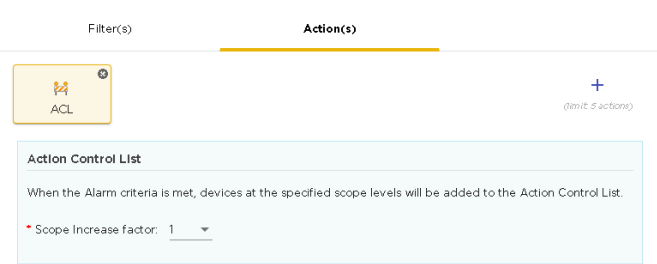 Filter(s)
Action(s)
ACL
+
(limit: 5 actions)
Action Control List
When the Alarm criteria is met, devices at the specified scope levels will be added to the Action Control List.
* Scope Increase factor: 1